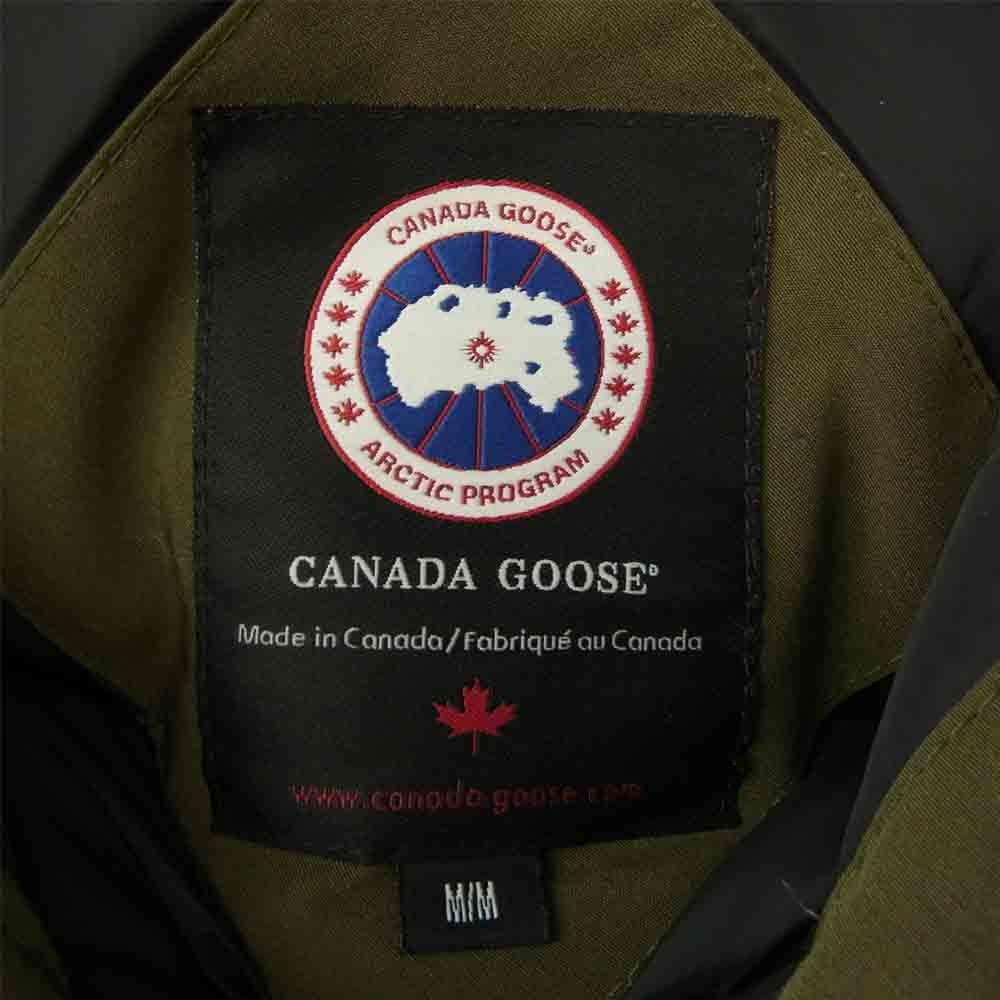 CANADA GOOSE®
ARCTIC PROGRAM
CANADA GOOSE®
Made in Canada/Fabriqué au Canada
www.canada-goose.com
M/M